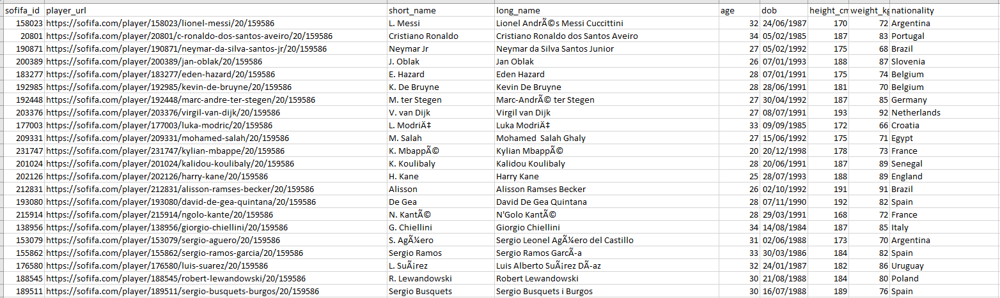 sofifa_id player_url short_name long_name age dob height_cm weight_kg nationality
158023 https://sofifa.com/player/158023/lionel-messi/20/159586 L. Messi Lionel AndrÃ©s Messi Cuccittini 32 24/06/1987 170 72 Argentina
20801 https://sofifa.com/player/20801/c-ronaldo-dos-santos-aveiro/20/159586 Cristiano Ronaldo Cristiano Ronaldo dos Santos Aveiro 34 05/02/1985 187 83 Portugal
190871 https://sofifa.com/player/190871/neymar-da-silva-santos-jr/20/159586 Neymar Jr Neymar da Silva Santos Junior 27 05/02/1992 175 68 Brazil
200389 https://sofifa.com/player/200389/jan-oblak/20/159586 J. Oblak Jan Oblak 26 07/01/1993 188 87 Slovenia
183277 https://sofifa.com/player/183277/eden-hazard/20/159586 E. Hazard Eden Hazard 28 07/01/1991 175 74 Belgium
192985 https://sofifa.com/player/192985/kevin-de-bruyne/20/159586 K. De Bruyne Kevin De Bruyne 28 28/06/1991 181 70 Belgium
192448 https://sofifa.com/player/192448/marc-andre-ter-stegen/20/159586 M. ter Stegen Marc-AndrÃ© ter Stegen 27 30/04/1992 187 85 Germany
203376 https://sofifa.com/player/203376/virgil-van-dijk/20/159586 V. van Dijk Virgil van Dijk 27 08/07/1991 193 92 Netherlands
177003 https://sofifa.com/player/177003/luka-modric/20/159586 L. ModriÄ‡ Luka ModriÄ‡ 33 09/09/1985 172 66 Croatia
209331 https://sofifa.com/player/209331/mohamed-salah/20/159586 M. Salah Mohamed  Salah Ghaly 27 15/06/1992 175 71 Egypt
231747 https://sofifa.com/player/231747/kylian-mbappe/20/159586 K. MbappÃ© Kylian MbappÃ© 20 20/12/1998 178 73 France
201024 https://sofifa.com/player/201024/kalidou-koulibaly/20/159586 K. Koulibaly Kalidou Koulibaly 28 20/06/1991 187 89 Senegal
202126 https://sofifa.com/player/202126/harry-kane/20/159586 H. Kane Harry Kane 25 28/07/1993 188 89 England
212831 https://sofifa.com/player/212831/alisson-ramses-becker/20/159586 Alisson Alisson Ramses Becker 26 02/10/1992 191 91 Brazil
193080 https://sofifa.com/player/193080/david-de-gea-quintana/20/159586 De Gea David De Gea Quintana 28 07/11/1990 192 82 Spain
215914 https://sofifa.com/player/215914/ngolo-kante/20/159586 N. KantÃ© N'Golo KantÃ© 28 29/03/1991 168 72 France
138956 https://sofifa.com/player/138956/giorgio-chiellini/20/159586 G. Chiellini Giorgio Chiellini 34 14/08/1984 187 85 Italy
153079 https://sofifa.com/player/153079/sergio-aguero/20/159586 S. AgÃ¼ero Sergio Leonel AgÃ¼ero del Castillo 31 02/06/1988 173 70 Argentina
155862 https://sofifa.com/player/155862/sergio-ramos-garcia/20/159586 Sergio Ramos Sergio Ramos GarcÃ-a 33 30/03/1986 184 82 Spain
176580 https://sofifa.com/player/176580/luis-suarez/20/159586 L. SuÃ¡rez Luis Alberto SuÃ¡rez DÃ-az 32 24/01/1987 182 86 Uruguay
188545 https://sofifa.com/player/188545/robert-lewandowski/20/159586 R. Lewandowski Robert Lewandowski 30 21/08/1988 184 80 Poland
189511 https://sofifa.com/player/189511/sergio-busquets-burgos/20/159586 Sergio Busquets Sergio Busquets i Burgos 30 16/07/1988 189 76 Spain